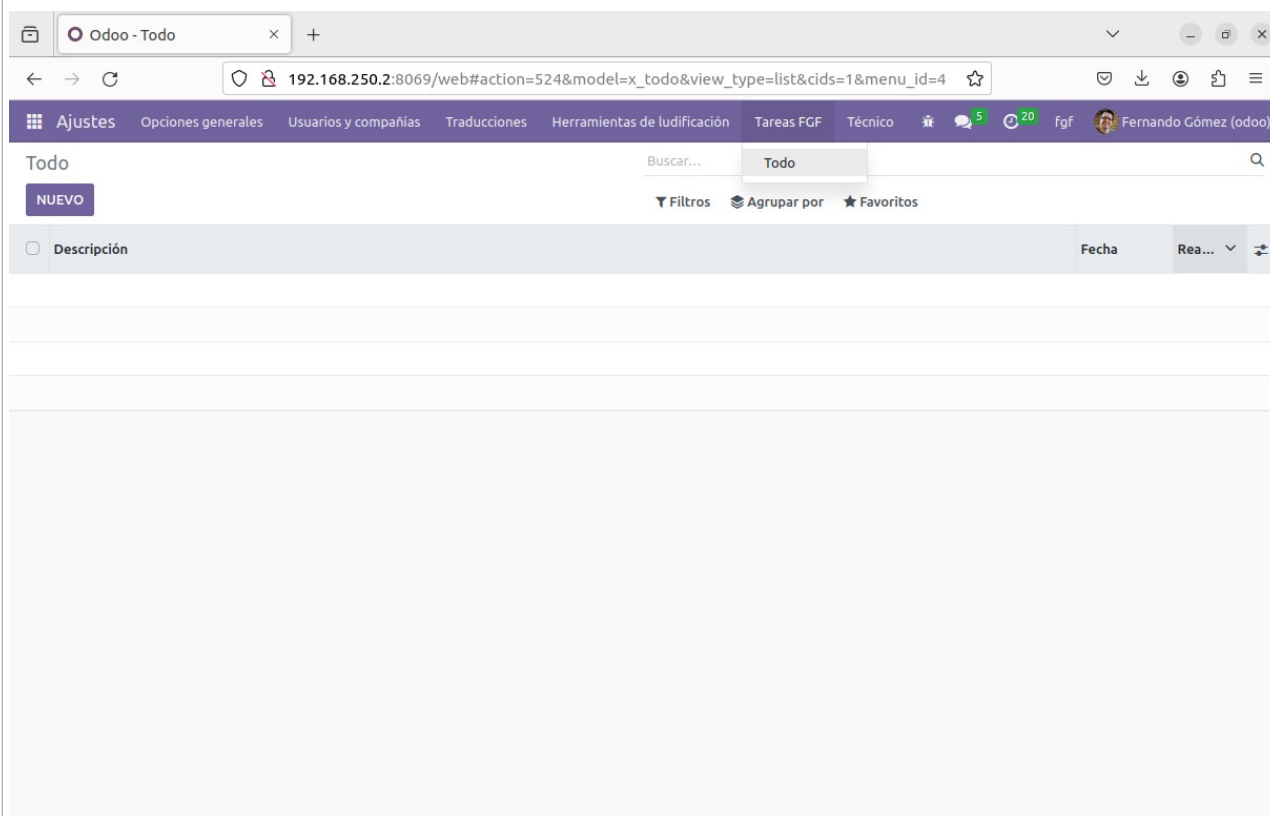 Odoo - Todo
192.168.250.2:8069/web#action=524&model=x_todo&view_type=list&cids=1&menu_id=4
Ajustes Opciones generales Usuarios y compañías Traducciones Herramientas de ludificación Tareas FGF Técnico 5 20 fgf Fernando Gómez (odoo)
Todo Buscar... Todo
NUEVO Filtros Agrupar por Favoritos
Descripción Fecha Rea...